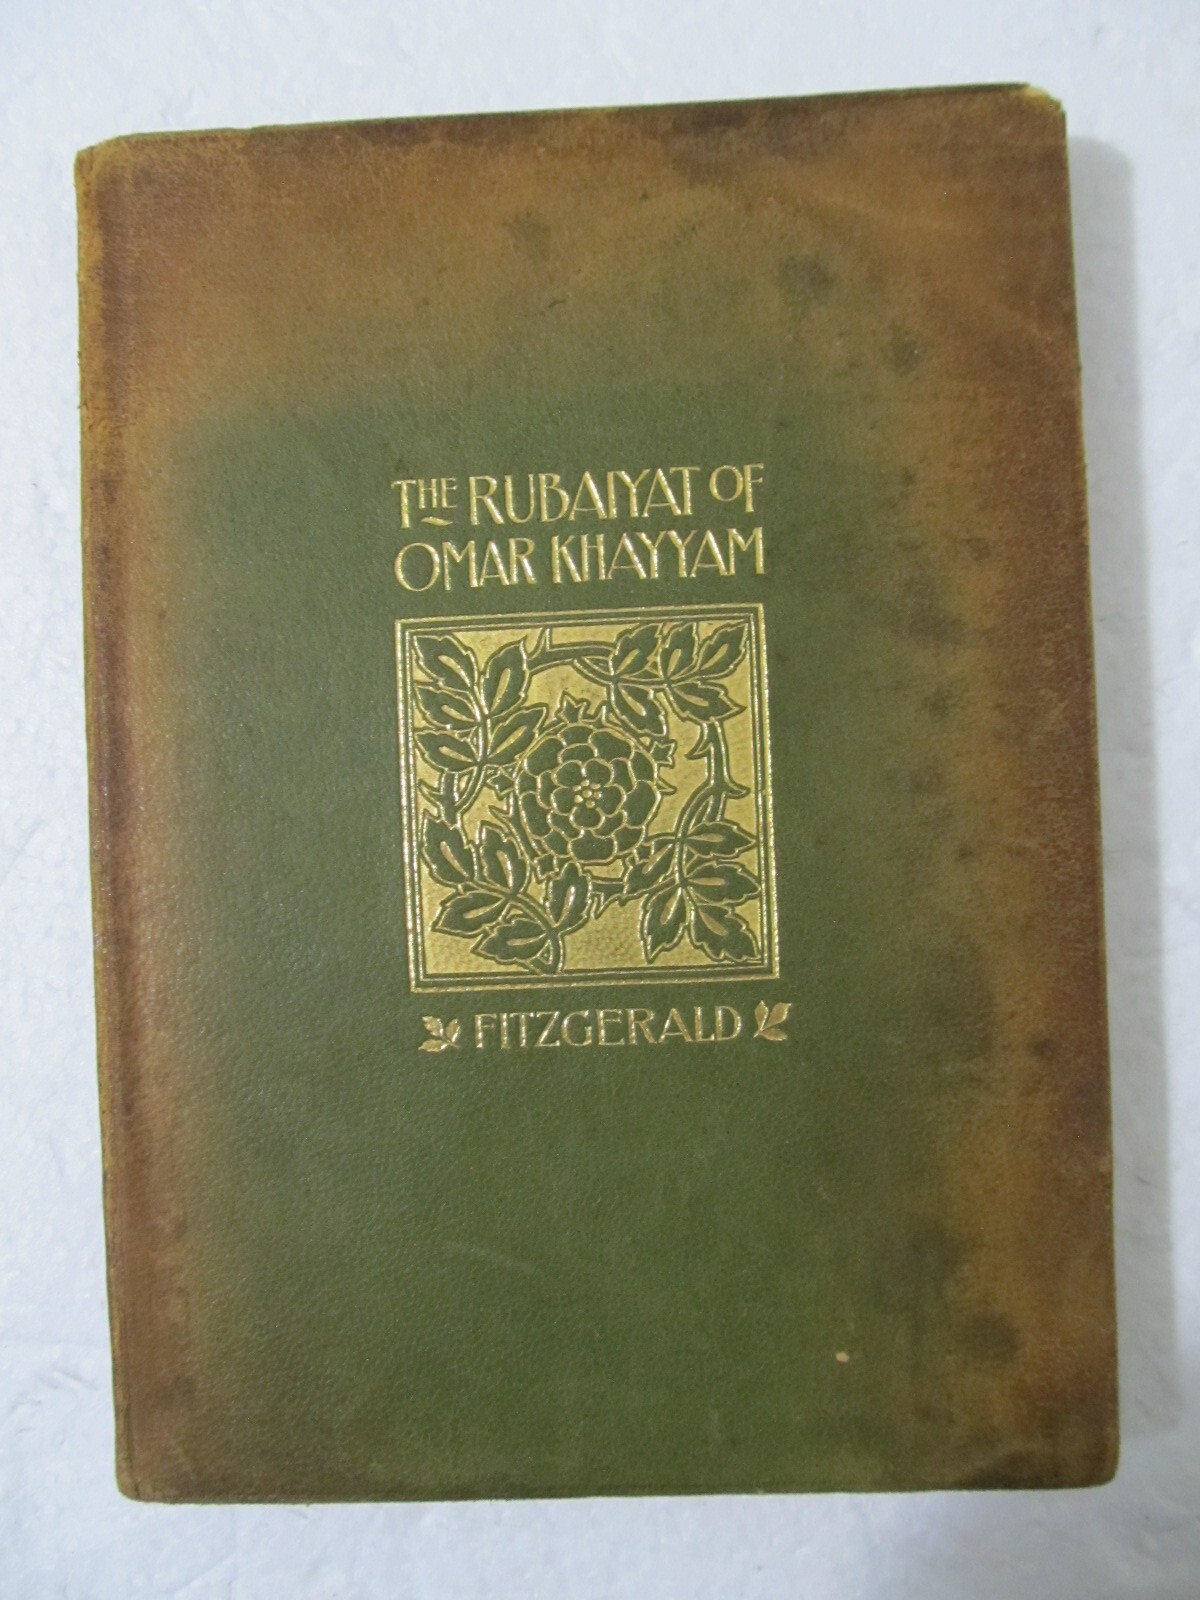 THE RUBAIYAT OF
OMAR KHAYYAM
FITZGERALD